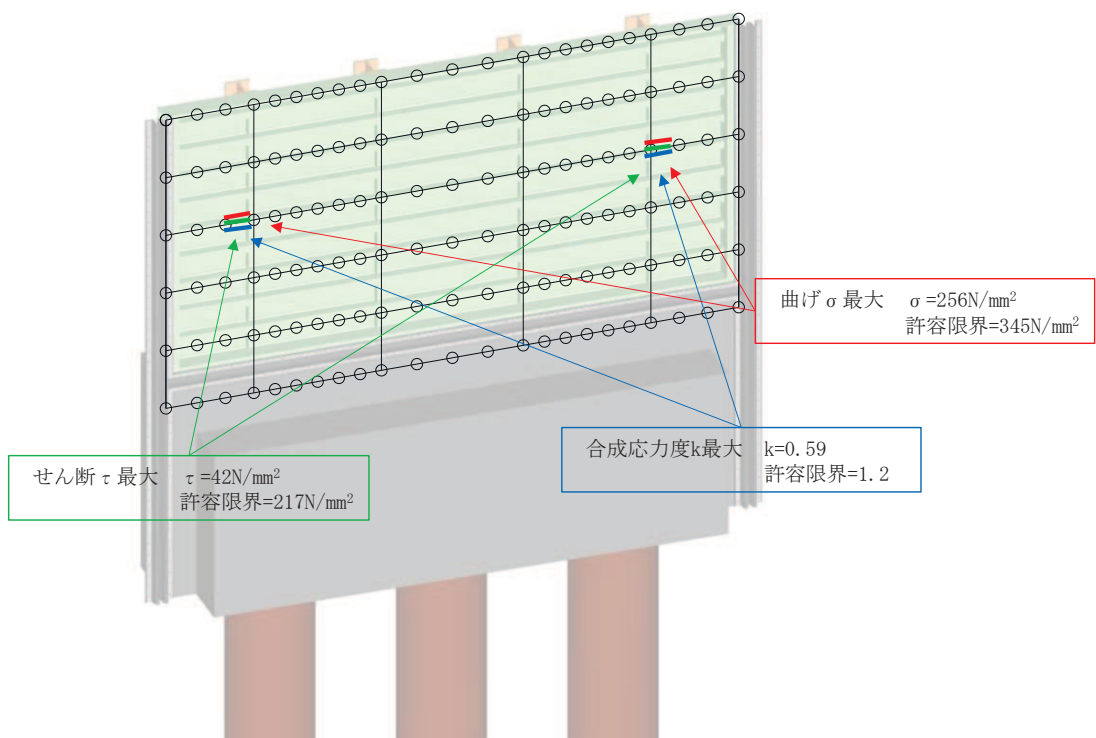 曲げσ最大 σ=256N/mm²
許容限界=345N/mm²
合成応力度k最大 k=0.59
許容限界=1.2
せん断τ最大 τ=42N/mm²
許容限界=217N/mm²